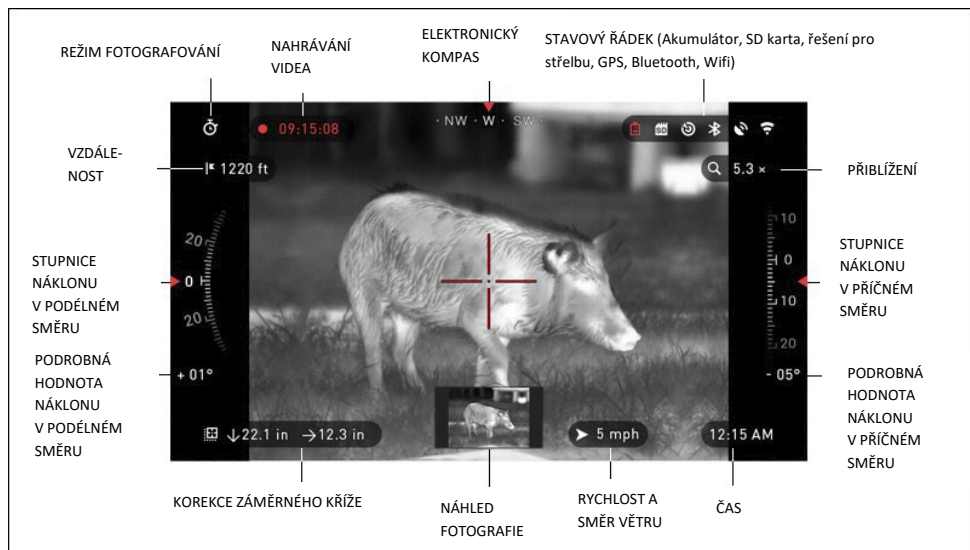 REŽIM FOTOGRAFOVÁNÍ
NAHRÁVÁNÍ
VIDEA
ELEKTRONICKÝ
KOMPAS
STAVOVÝ ŘÁDEK (Akumulátor, SD karta, řešení pro
střelbu, GPS, Bluetooth, Wifi)
09:15:08
· NW · W · SW ·
SD
VZDÁLE-
NOST
1220 ft
5.3 ×
PŘIBLÍŽENÍ
20
0
20
10
0
10
20
STUPNICE
NÁKLONU
V PODÉLNÉM
SMĚRU
STUPNICE
NÁKLONU
V PŘÍČNÉM
SMĚRU
PODROBNÁ
HODNOTA
NÁKLONU
V PODÉLNÉM
SMĚRU
+ 01°
- 05°
PODROBNÁ
HODNOTA
NÁKLONU
V PŘÍČNÉM
SMĚRU
↓22.1 in →12.3 in
5 mph
12:15 AM
KOREKCE ZÁMĚRNÉHO KŘÍŽE
NÁHLED
FOTOGRAFIE
RYCHLOST A
SMĚR VĚTRU
ČAS